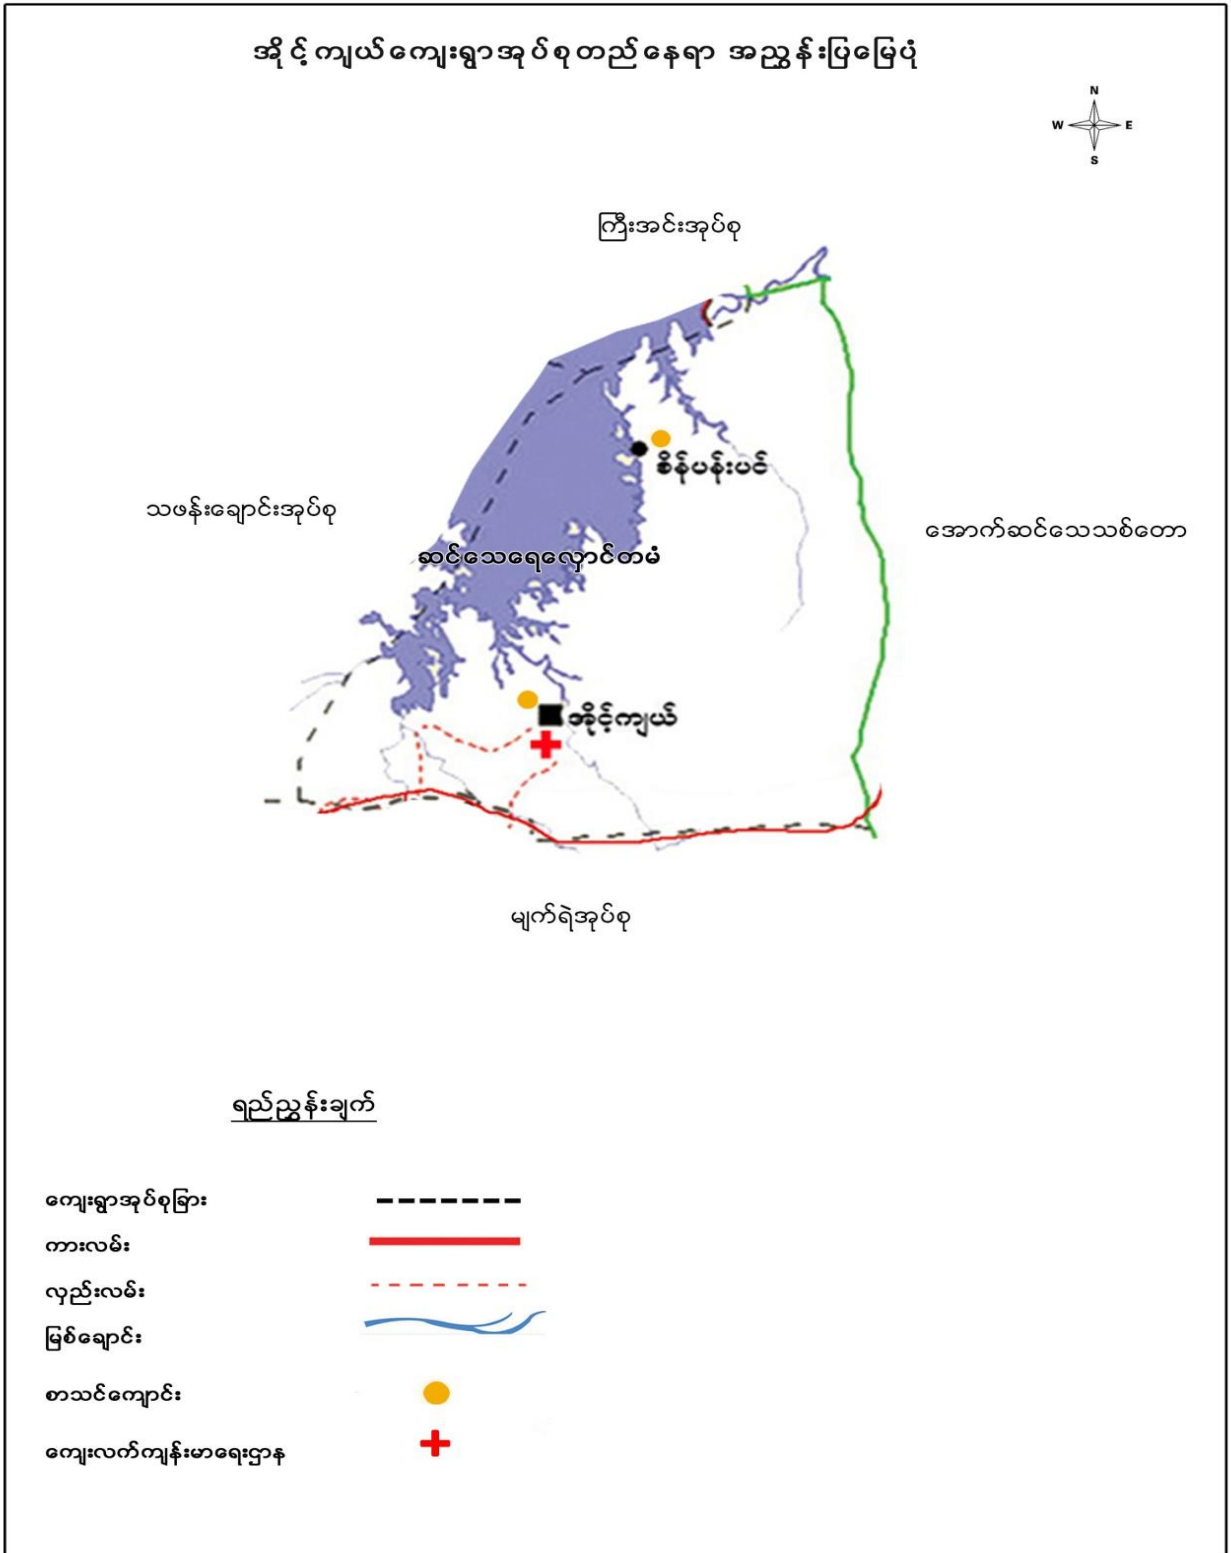 အိုင့်ကျယ်ကျေးရွာအုပ်စုတည်နေရာ အညွှန်းပြမြေပုံ
N
W E
S
ကြီးအင်းအုပ်စု
စိန်ပန်းပင်
သဖန်းချောင်းအုပ်စု
အောက်ဆင်သေသစ်တော
ဆင်သေရေလှောင်တမံ
အိုင့်ကျယ်
မျက်ရဲအုပ်စု
ရည်ညွှန်းချက်
ကျေးရွာအုပ်စုခြား
ကားလမ်း
လှည်းလမ်း
မြစ်ချောင်း
စာသင်ကျောင်း
ကျေးလက်ကျန်းမာရေးဌာန